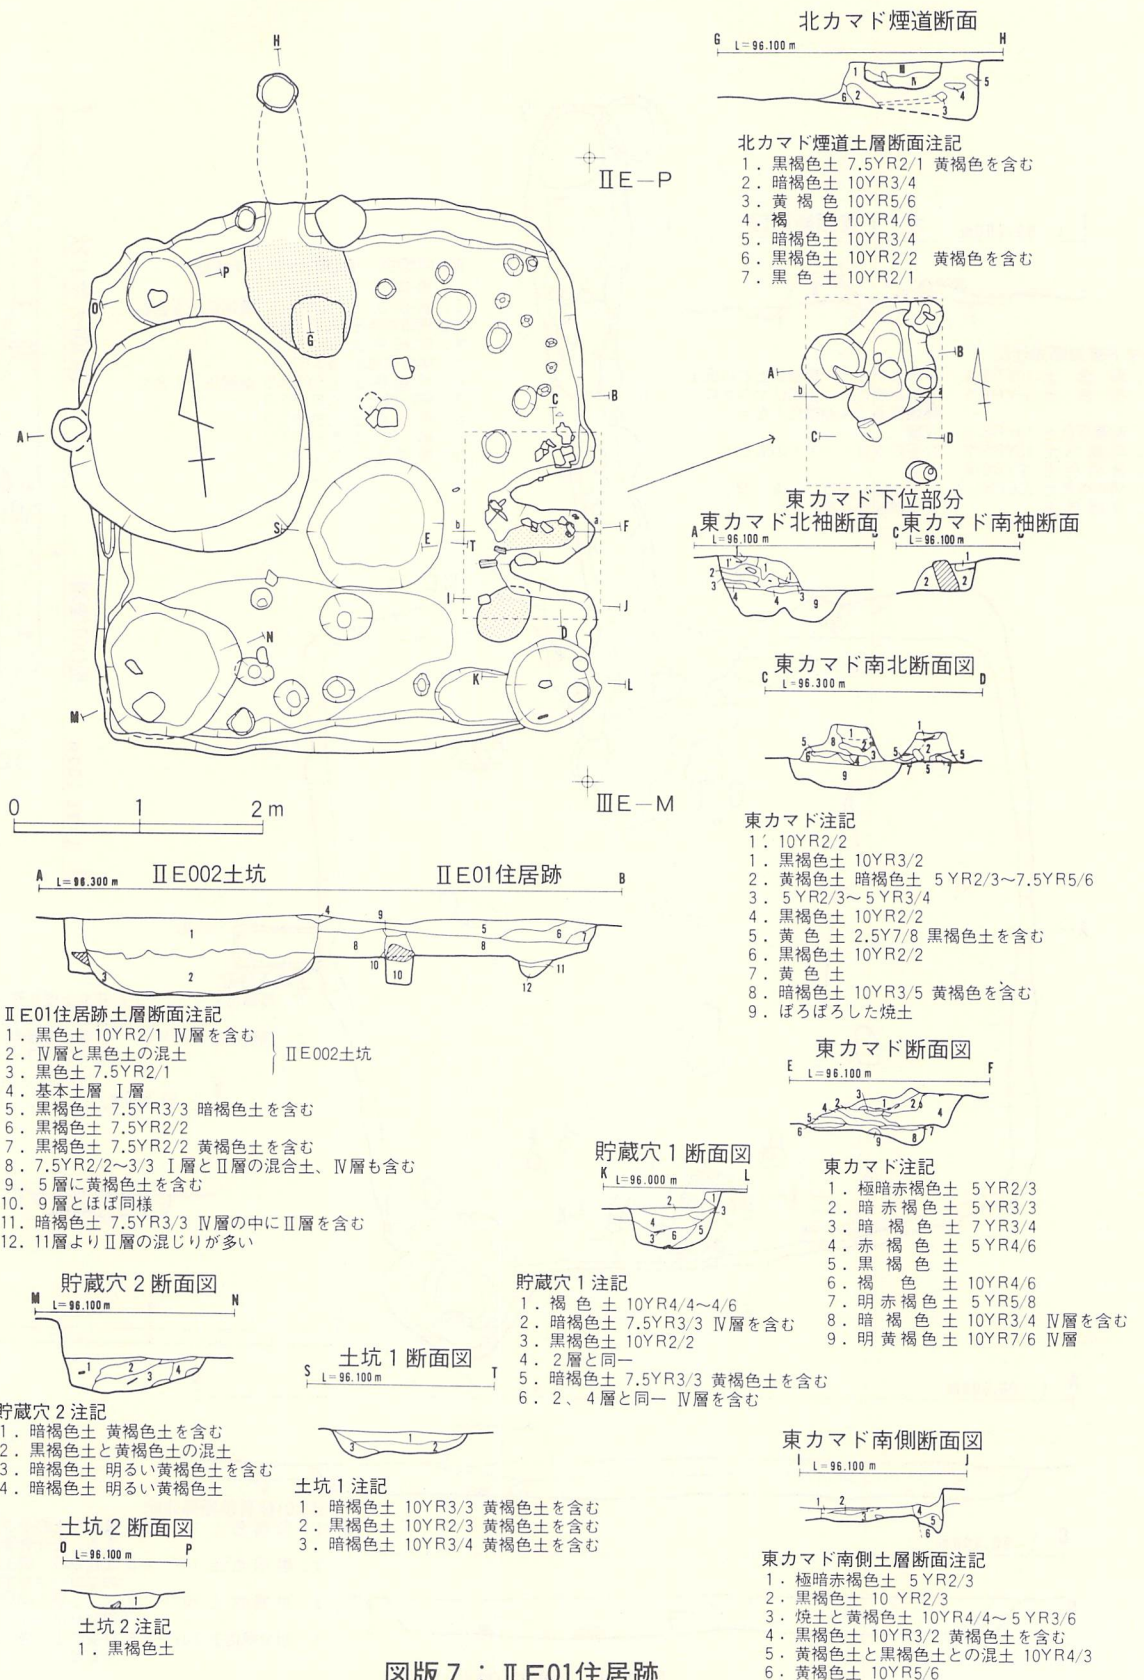 北カマド煙道断面
G L=96.100m H
北カマド煙道土層断面注記
1．黒褐色土 7.5YR2/1 黄褐色を含む
2．暗褐色土 10YR3/4
3．黄褐色 10YR5/6
4．褐　色 10YR4/6
5．暗褐色土 10YR3/4
6．黒褐色土 10YR2/2 黄褐色を含む
7．黒色土 10YR2/1
ⅡE—P
ⅢE—M
東カマド下位部分
東カマド北袖断面
A L=96.100m
東カマド南袖断面
C L=96.100m D
東カマド南北断面図
C L=96.300m D
東カマド注記
1'．10YR2/2
1．黒褐色土 10YR3/2
2．黄褐色土 暗褐色土 5YR2/3～7.5YR5/6
3．5YR2/3～5YR3/4
4．黒褐色土 10YR2/2
5．黄色土 2.5Y7/8 黒褐色土を含む
6．黒褐色土 10YR2/2
7．黄色土
8．暗褐色土 10YR3/5 黄褐色を含む
9．ぼろぼろした焼土
0 1 2m
ⅡE002土坑
ⅡE01住居跡
A L=96.300m B
ⅡE01住居跡土層断面注記
1．黒色土 10YR2/1 Ⅳ層を含む
2．Ⅳ層と黒色土の混土
3．黒色土 7.5YR2/1
ⅡE002土坑
4．基本土層 Ⅰ層
5．黒褐色土 7.5YR3/3 暗褐色土を含む
6．黒褐色土 7.5YR2/2
7．黒褐色土 7.5YR2/2 黄褐色土を含む
8．7.5YR2/2～3/3 Ⅰ層とⅡ層の混合土、Ⅳ層も含む
9．5層に黄褐色土を含む
10．9層とほぼ同様
11．暗褐色土 7.5YR3/3 Ⅳ層の中にⅡ層を含む
12．11層よりⅡ層の混じりが多い
東カマド断面図
E L=96.100m F
東カマド注記
1．極暗赤褐色土 5YR2/3
2．暗赤褐色土 5YR3/3
3．暗褐色土 7YR3/4
4．赤褐色土 5YR4/6
5．黒褐色土
6．褐色土 10YR4/6
7．明赤褐色土 5YR5/8
8．暗褐色土 10YR3/4 Ⅳ層を含む
9．明黄褐色土 10YR7/6 Ⅳ層
貯蔵穴1断面図
K L=96.000m L
貯蔵穴1注記
1．褐色土 10YR4/4～4/6
2．暗褐色土 7.5YR3/3 Ⅳ層を含む
3．黒褐色土 10YR2/2
4．2層と同一
5．暗褐色土 7.5YR3/3 黄褐色土を含む
6．2、4層と同一 Ⅳ層を含む
貯蔵穴2断面図
M L=96.100m N
貯蔵穴2注記
1．暗褐色土 黄褐色土を含む
2．黒褐色土と黄褐色土の混土
3．暗褐色土 明るい黄褐色土を含む
4．暗褐色土 明るい黄褐色土
土坑1断面図
S L=96.100m T
土坑1注記
1．暗褐色土 10YR3/3 黄褐色土を含む
2．黒褐色土 10YR2/3 黄褐色土を含む
3．暗褐色土 10YR3/4 黄褐色土を含む
土坑2断面図
O L=96.100m P
土坑2注記
1．黒褐色土
東カマド南側断面図
I L=96.100m J
東カマド南側土層断面注記
1．極暗赤褐色土 5YR2/3
2．黒褐色土 10YR2/3
3．焼土と黄褐色土 10YR4/4～5YR3/6
4．黒褐色土 10YR3/2 黄褐色土を含む
5．黄褐色土と黒褐色土との混土 10YR4/3
6．黄褐色土 10YR5/6
図版7：ⅡE01住居跡